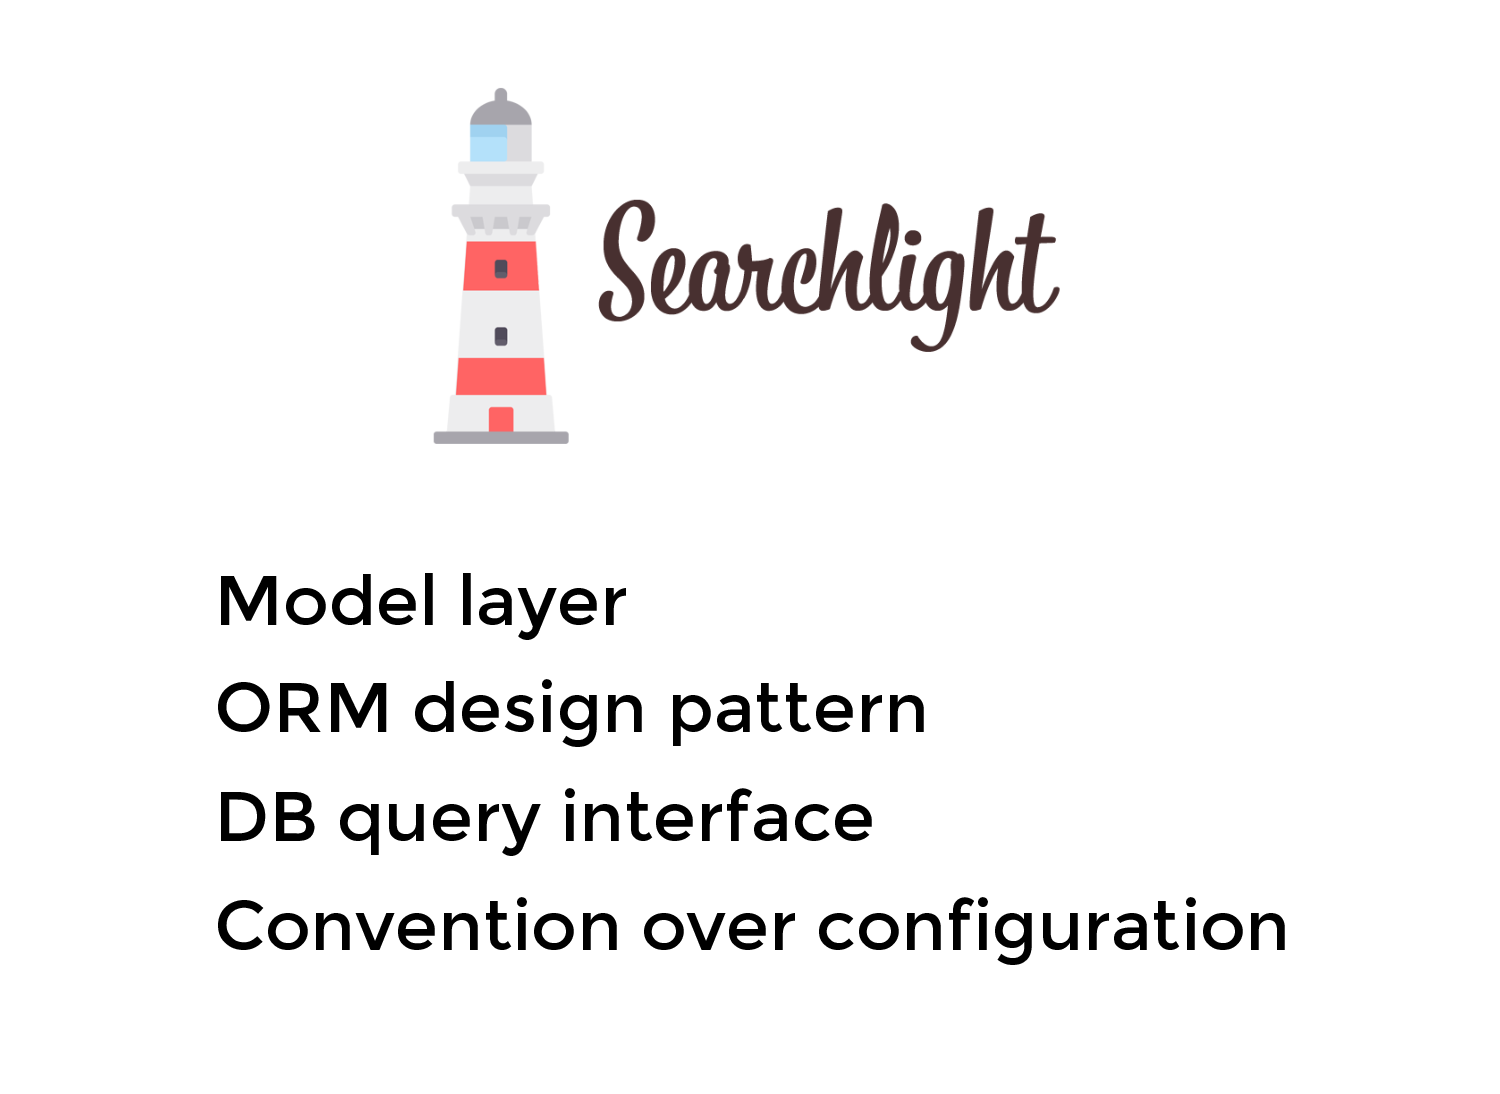 Searchlight
Model layer
ORM design pattern
DB query interface
Convention over configuration